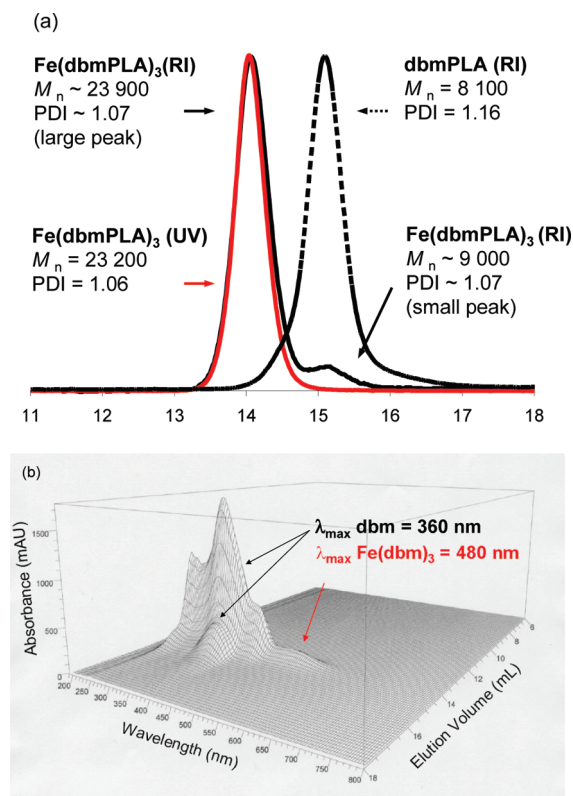 (a)
Fe(dbmPLA)₃(RI)
M n ~ 23 900
PDI ~ 1.07
(large peak)
dbmPLA (RI)
M n = 8 100
PDI = 1.16
Fe(dbmPLA)₃ (UV)
M n = 23 200
PDI = 1.06
Fe(dbmPLA)₃ (RI)
M n ~ 9 000
PDI ~ 1.07
(small peak)
11 12 13 14 15 16 17 18
(b)
λmax dbm = 360 nm
λmax Fe(dbm)₃ = 480 nm
Absorbance (mAU)
1500
1000
500
0
200 250 300 350 400 450 500 550 600 650 700 750 800
Wavelength (nm)
18 16 14 12 10 8 6
Elution Volume (mL)